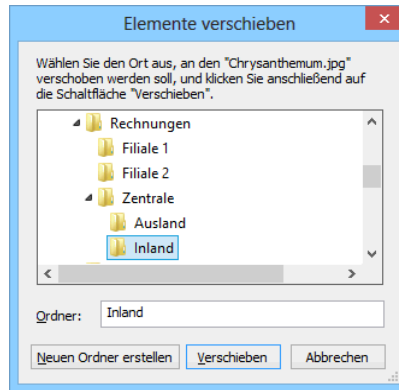 Elemente verschieben
Wählen Sie den Ort aus, an den "Chrysanthemum.jpg"
verschoben werden soll, und klicken Sie anschließend auf
die Schaltfläche "Verschieben".
Rechnungen
Filiale 1
Filiale 2
Zentrale
Ausland
Inland
Ordner: Inland
Neuen Ordner erstellen Verschieben Abbrechen